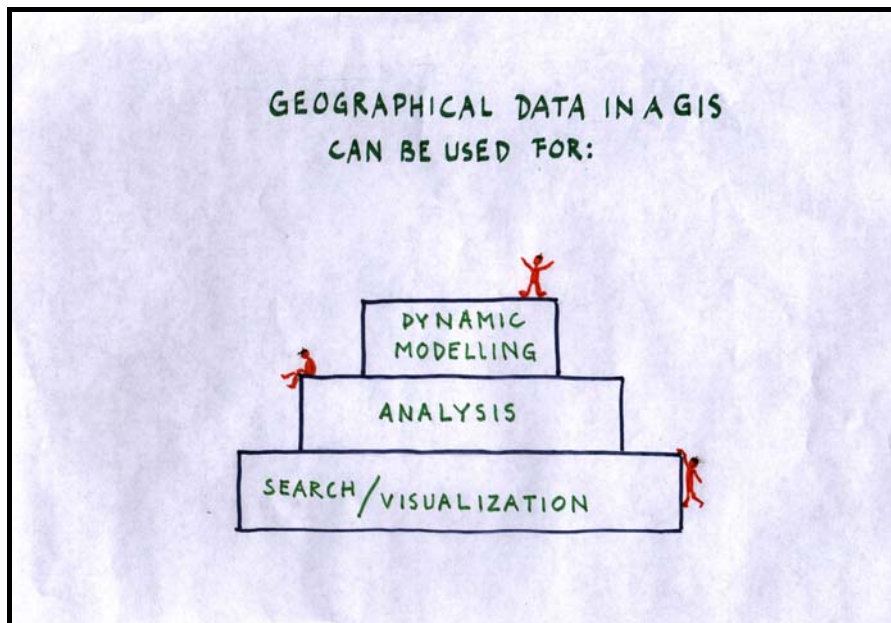 GEOGRAPHICAL DATA IN A GIS
CAN BE USED FOR:
DYNAMIC
MODELLING
ANALYSIS
SEARCH/VISUALIZATION